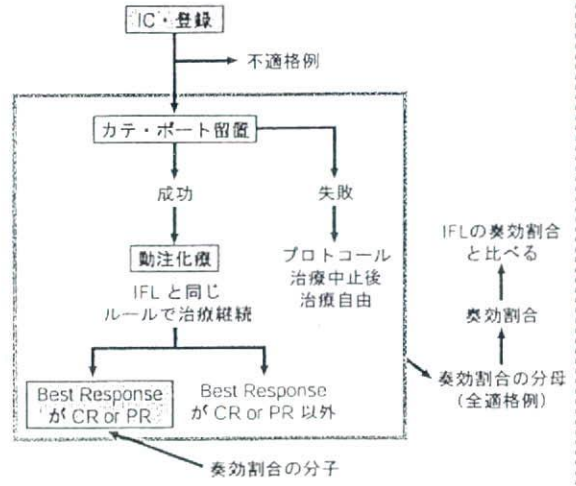 IC・登録
不適格例
カテ・ポート留置
成功
失敗
動注化療
プロトコール
治療中止後
治療自由
IFLと同じ
ルールで治療継続
Best Response
が CR or PR
Best Response
が CR or PR 以外
奏効割合の分子
IFLの奏効割合
と比べる
奏効割合
奏効割合の分母
(全適格例)